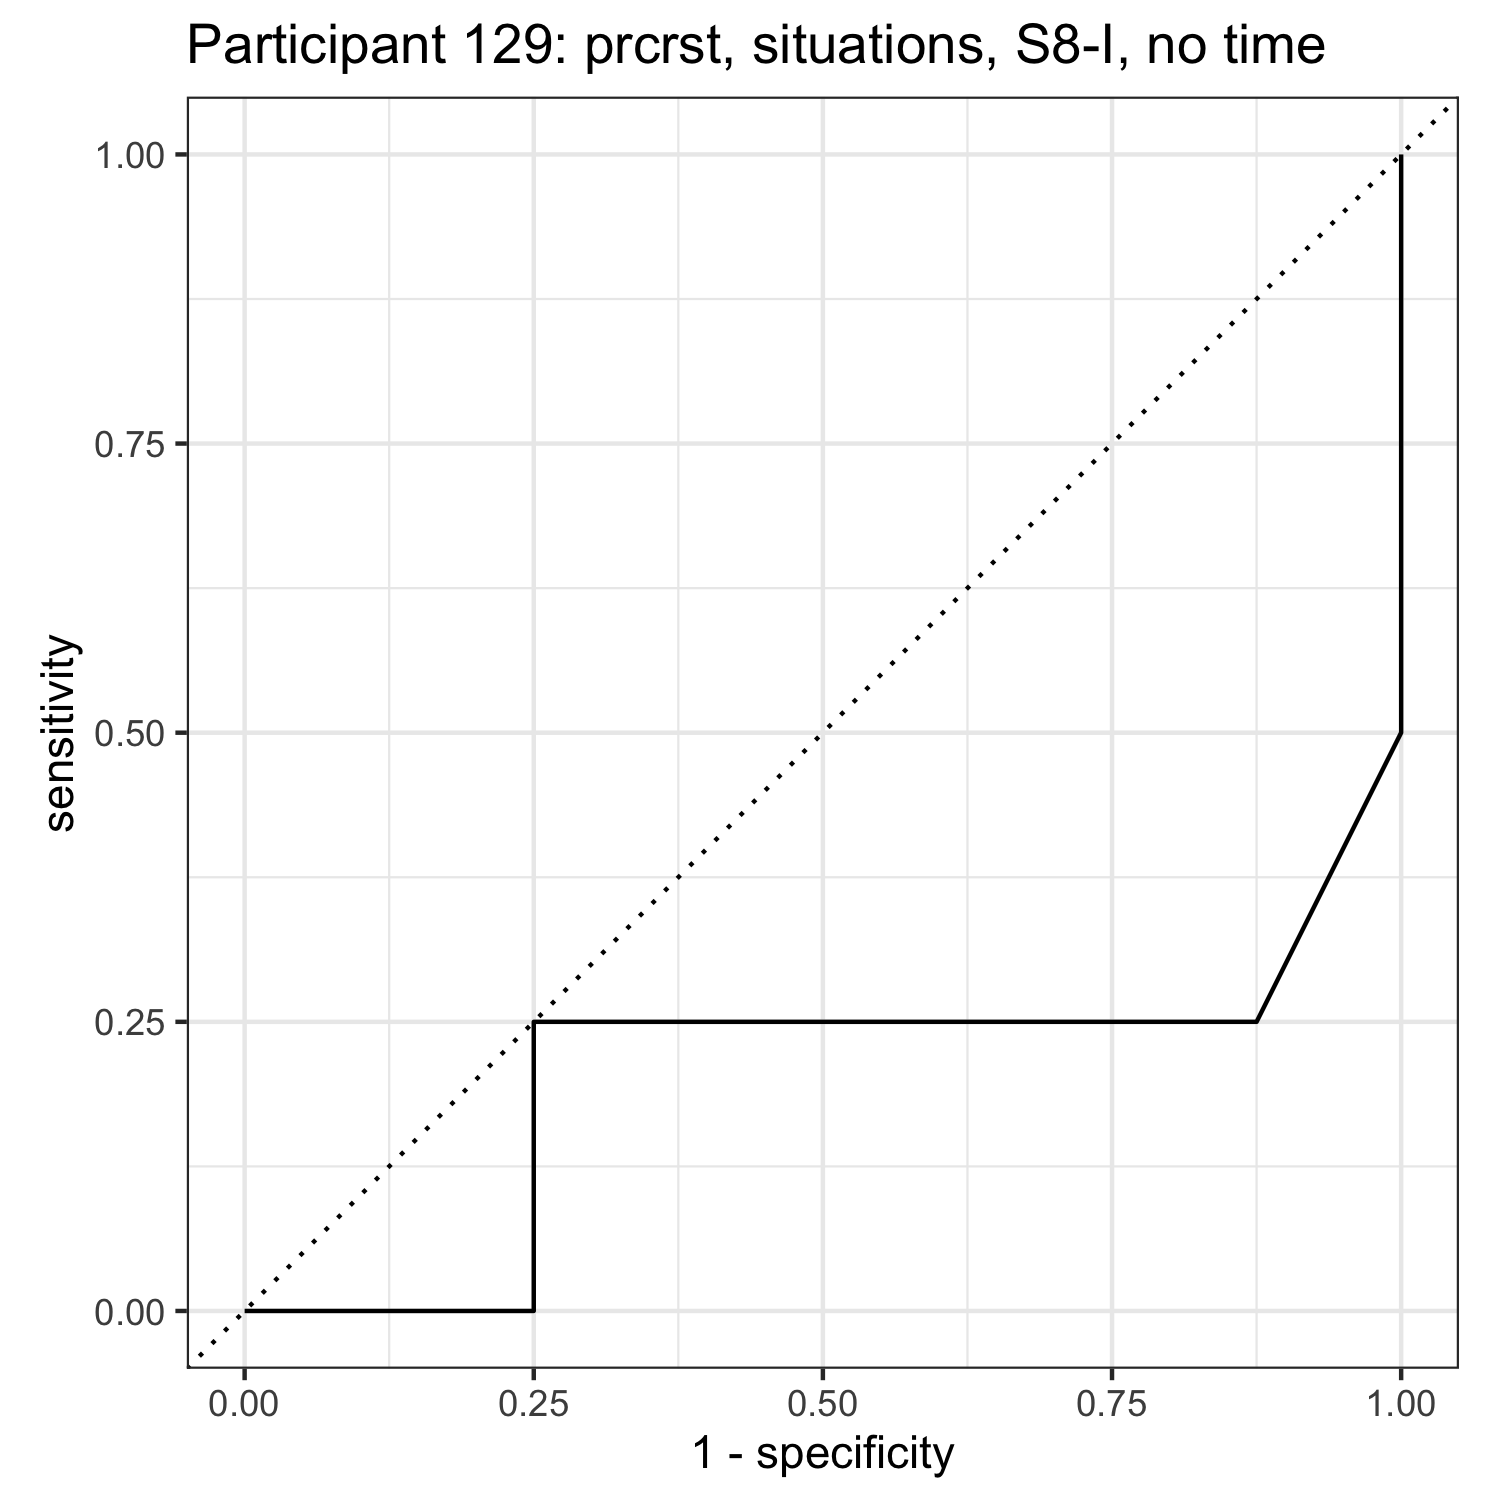 Participant 129: prcrst, situations, S8-I, no time
1.00
0.75
0.50
0.25
0.00
sensitivity
0.00 0.25 0.50 0.75 1.00
1 - specificity